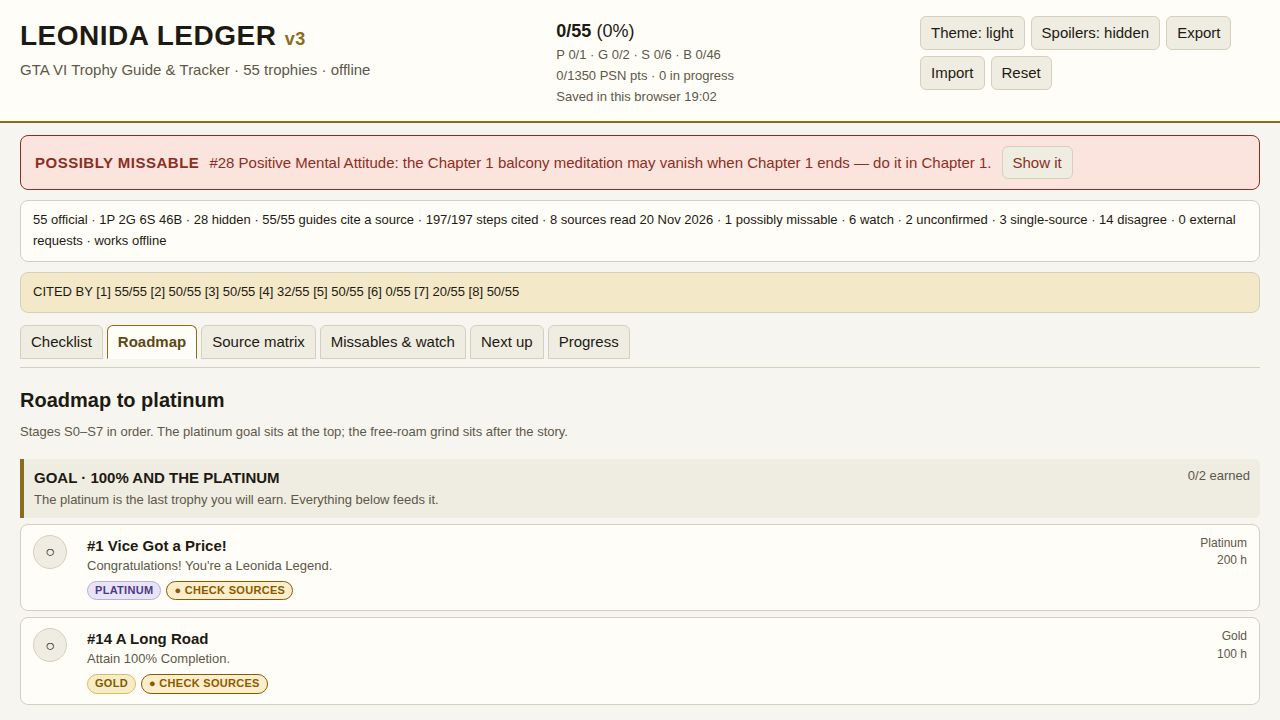 LEONIDA LEDGER v3
GTA VI Trophy Guide & Tracker · 55 trophies · offline
0/55 (0%)
P 0/1 · G 0/2 · S 0/6 · B 0/46
0/1350 PSN pts · 0 in progress
Saved in this browser 19:02
Theme: light
Spoilers: hidden
Export
Import
Reset
POSSIBLY MISSABLE #28 Positive Mental Attitude: the Chapter 1 balcony meditation may vanish when Chapter 1 ends — do it in Chapter 1. Show it
55 official · 1P 2G 6S 46B · 28 hidden · 55/55 guides cite a source · 197/197 steps cited · 8 sources read 20 Nov 2026 · 1 possibly missable · 6 watch · 2 unconfirmed · 3 single-source · 14 disagree · 0 external
requests · works offline
CITED BY [1] 55/55 [2] 50/55 [3] 50/55 [4] 32/55 [5] 50/55 [6] 0/55 [7] 20/55 [8] 50/55
Checklist
Roadmap
Source matrix
Missables & watch
Next up
Progress
Roadmap to platinum
Stages S0–S7 in order. The platinum goal sits at the top; the free-roam grind sits after the story.
GOAL · 100% AND THE PLATINUM
0/2 earned
The platinum is the last trophy you will earn. Everything below feeds it.
○
#1 Vice Got a Price!
Congratulations! You're a Leonida Legend.
PLATINUM
● CHECK SOURCES
Platinum
200 h
○
#14 A Long Road
Attain 100% Completion.
GOLD
● CHECK SOURCES
Gold
100 h